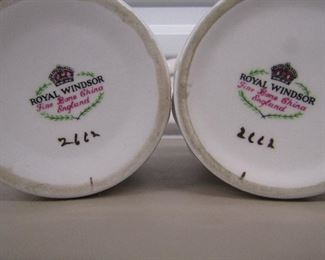 ROYAL WINDSOR
Fine Bone China
England
2662
ROYAL WINDSOR
Fine Bone China
England
2662